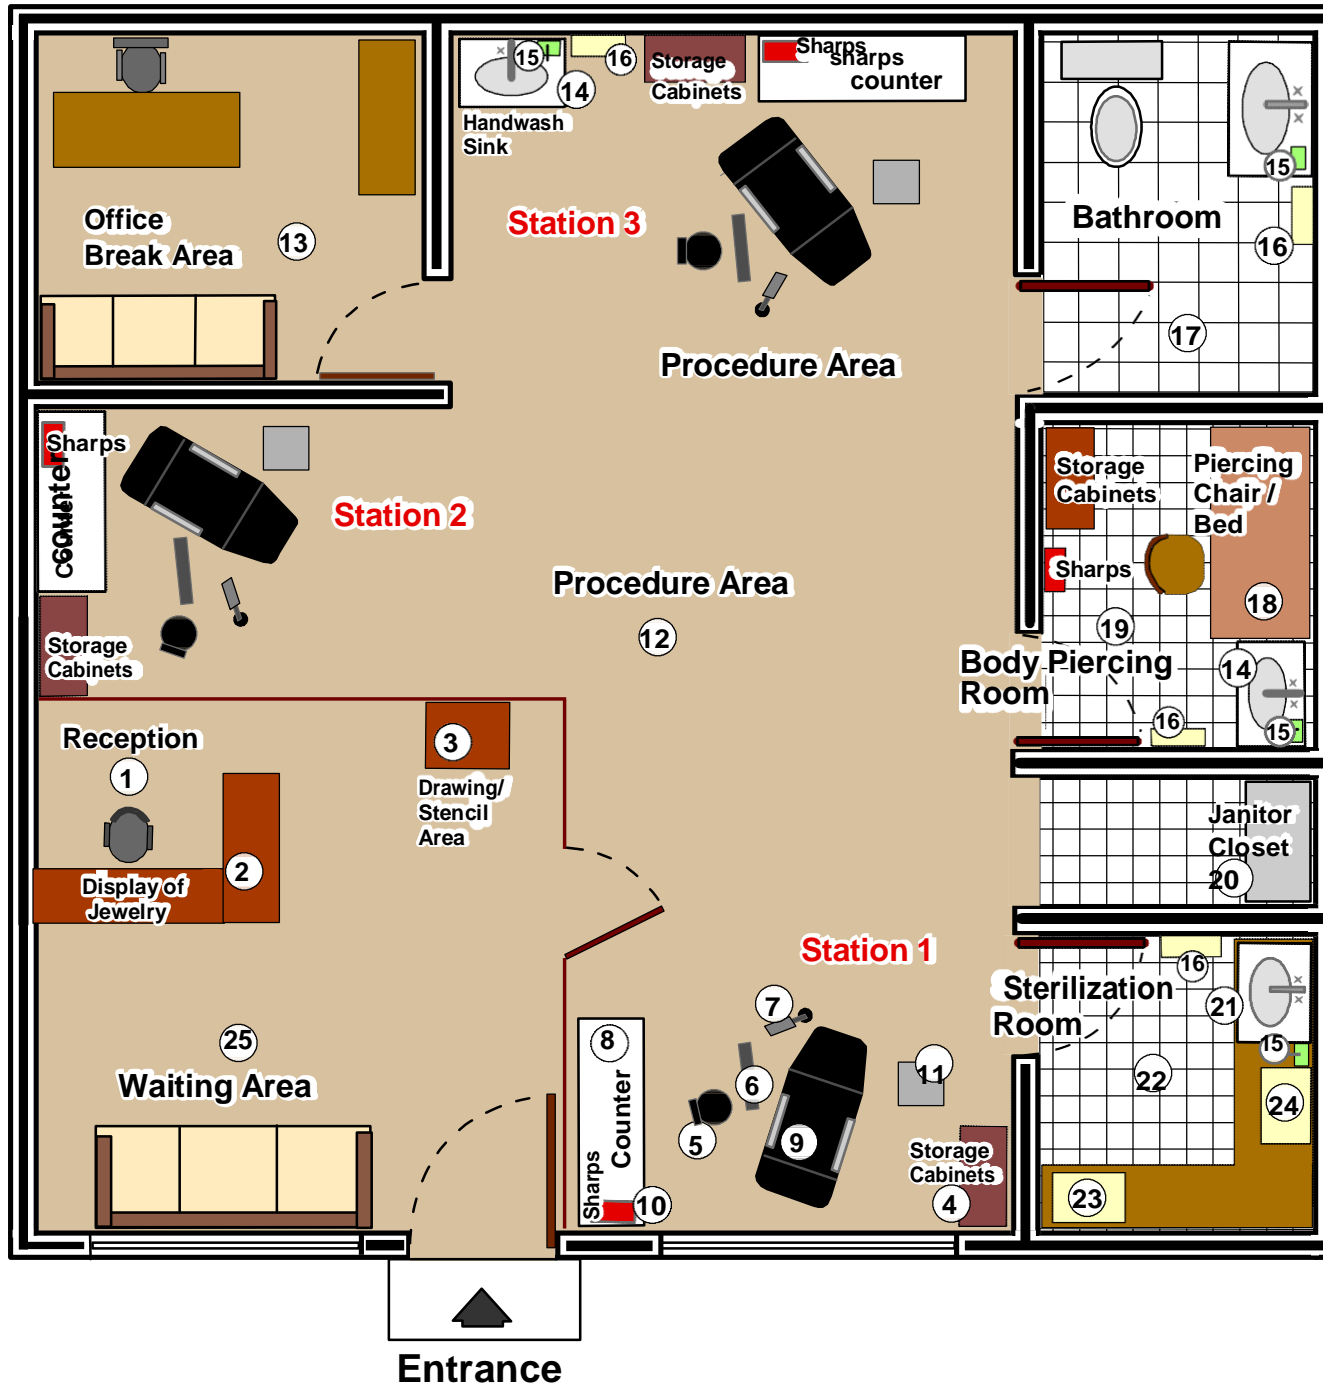 Sharps
sharps
counter
15
16
Storage
Cabinets
14
Handwash
Sink
Station 3
Office
Break Area
13
15
Bathroom
16
17
Procedure Area
Sharps
Counter
Station 2
Storage
Cabinets
Procedure Area
12
Storage
Cabinets
Piercing
Chair /
Bed
Sharps
18
19
Body Piercing
Room
14
16
15
Reception
1
3
Drawing/
Stencil
Area
2
Display of
Jewelry
Janitor
Closet
20
Station 1
Sterilization
Room
16
21
15
22
24
23
7
8
Counter
6
11
5
9
Sharps
10
Storage
Cabinets
4
25
Waiting Area
Entrance